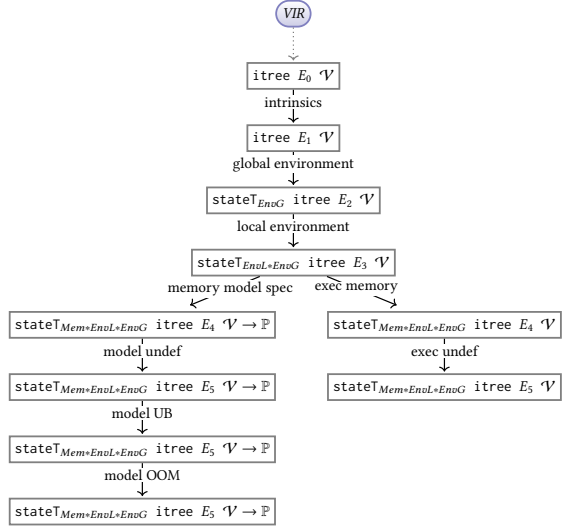 VIR
itree E₀ 𝒱
intrinsics
itree E₁ 𝒱
global environment
stateT_EnvG itree E₂ 𝒱
local environment
stateT_EnvL∗EnvG itree E₃ 𝒱
memory model spec exec memory
stateT_Mem∗EnvL∗EnvG itree E₄ 𝒱 → ℙ stateT_Mem∗EnvL∗EnvG itree E₄ 𝒱
model undef exec undef
stateT_Mem∗EnvL∗EnvG itree E₅ 𝒱 → ℙ stateT_Mem∗EnvL∗EnvG itree E₅ 𝒱
model UB
stateT_Mem∗EnvL∗EnvG itree E₅ 𝒱 → ℙ
model OOM
stateT_Mem∗EnvL∗EnvG itree E₅ 𝒱 → ℙ